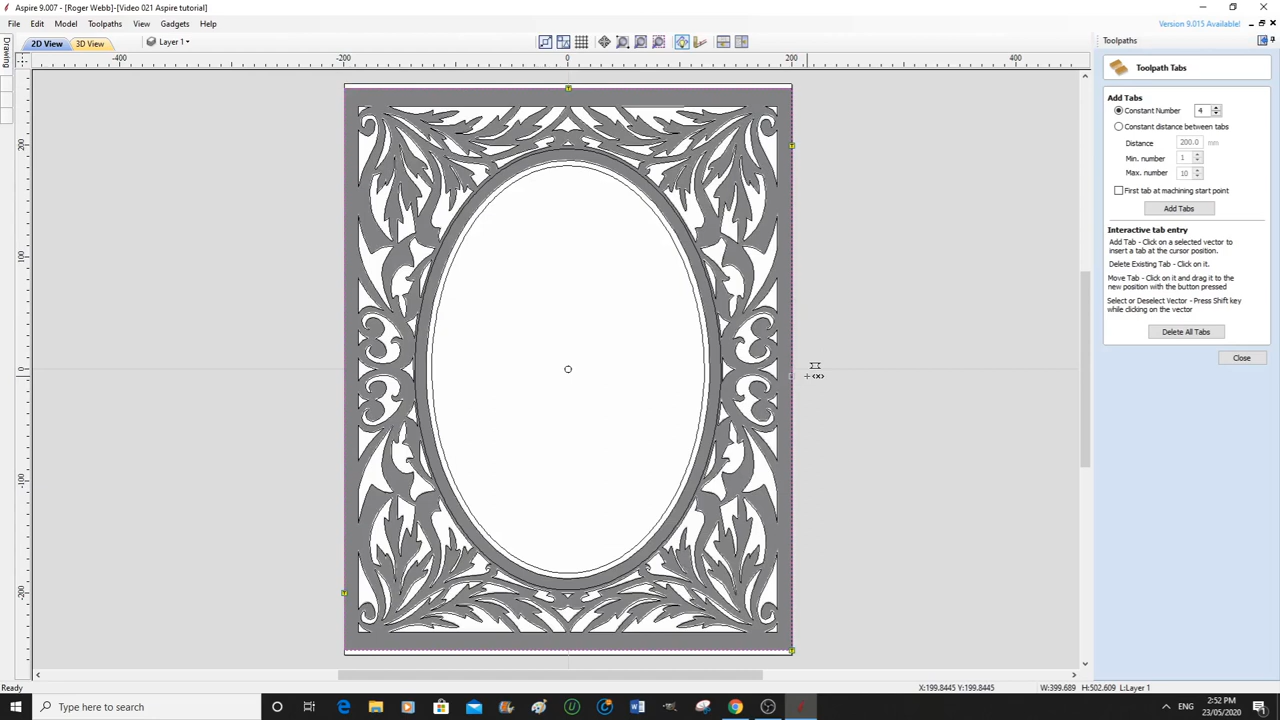 Aspire 9.007 - [Roger Webb]-[Video 021 Aspire tutorial]
File Edit Model Toolpaths View Gadgets Help
Version 9.015 Available!
2D View 3D View Layer 1
Drawing
-400 -200 0 200 400
200
100
0
-100
-200
Toolpaths
Toolpath Tabs
Add Tabs
Constant Number 4
Constant distance between tabs
Distance 200.0 mm
Min. number 1
Max. number 10
First tab at machining start point
Add Tabs
Interactive tab entry
Add Tab - Click on a selected vector to
insert a tab at the cursor position.
Delete Existing Tab - Click on it.
Move Tab - Click on it and drag it to the
new position with the button pressed
Select or Deselect Vector - Press Shift key
while clicking on the vector
Delete All Tabs
Close
Ready
X:199.8445 Y:199.8445
W:399.689 H:502.609 L:Layer 1
Type here to search
ENG
2:52 PM
23/05/2020